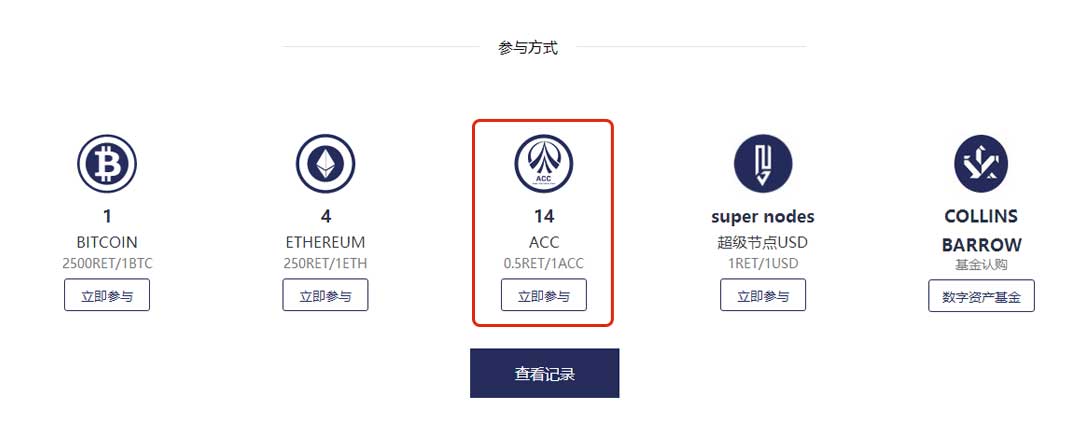 参与方式
ACC
1
BITCOIN
2500RET/1BTC
立即参与
4
ETHEREUM
250RET/1ETH
立即参与
14
ACC
0.5RET/1ACC
立即参与
super nodes
超级节点USD
1RET/1USD
立即参与
COLLINS
BARROW
基金认购
数字资产基金
查看记录